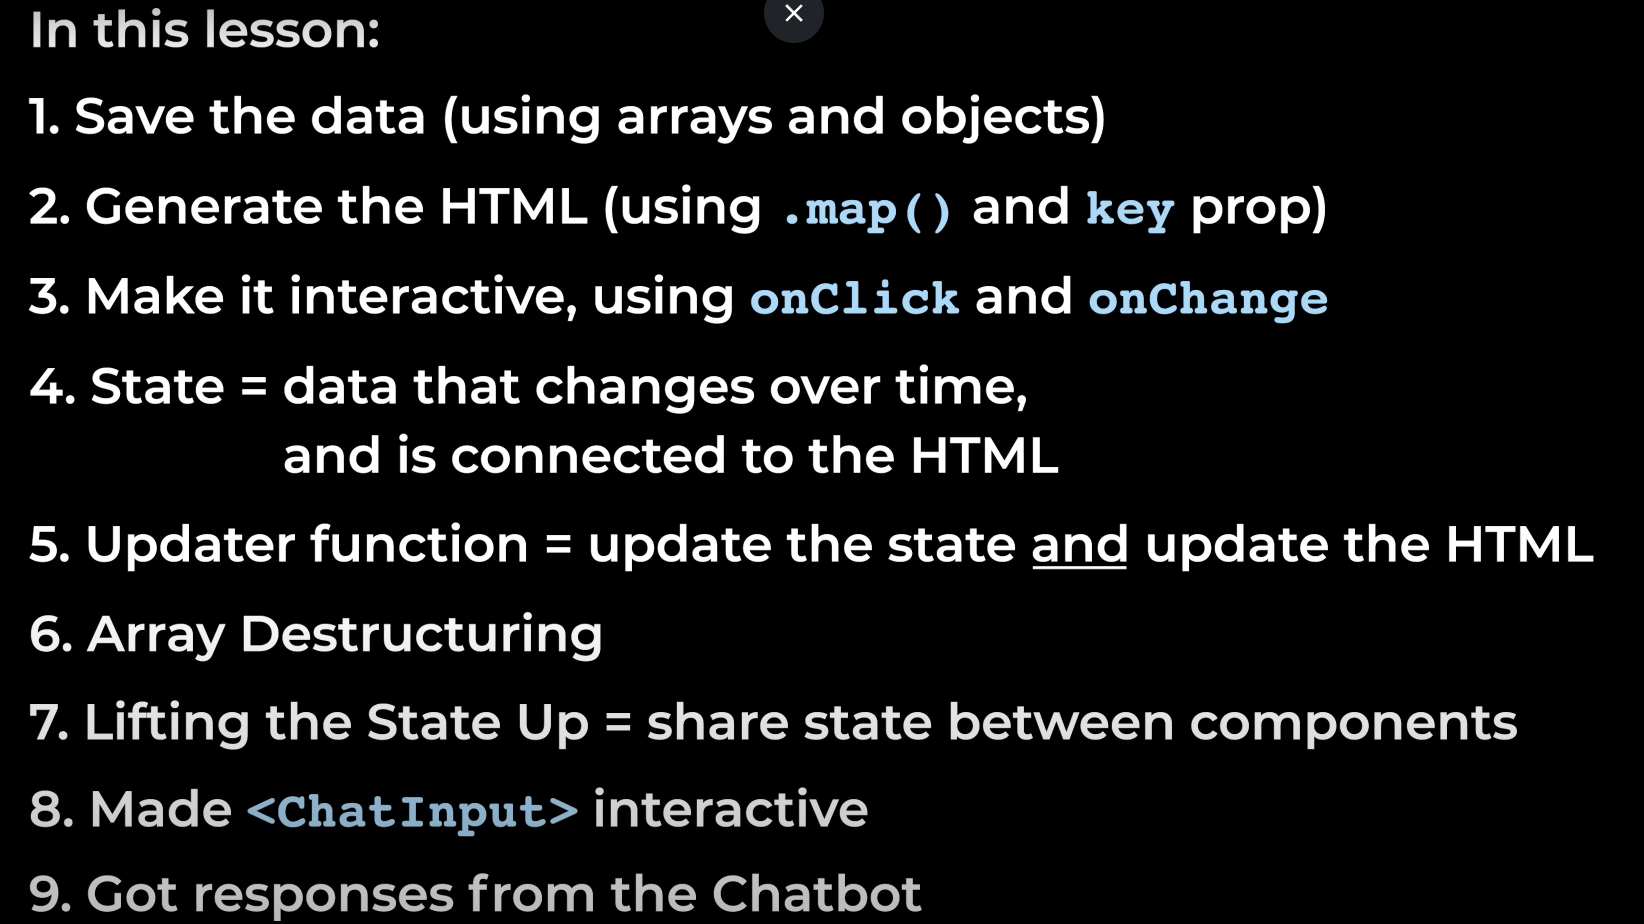 In this lesson:
1. Save the data (using arrays and objects)
2. Generate the HTML (using .map() and key prop)
3. Make it interactive, using onClick and onChange
4. State = data that changes over time,
and is connected to the HTML
5. Updater function = update the state and update the HTML
6. Array Destructuring
7. Lifting the State Up = share state between components
8. Made <ChatInput> interactive
9. Got responses from the Chatbot